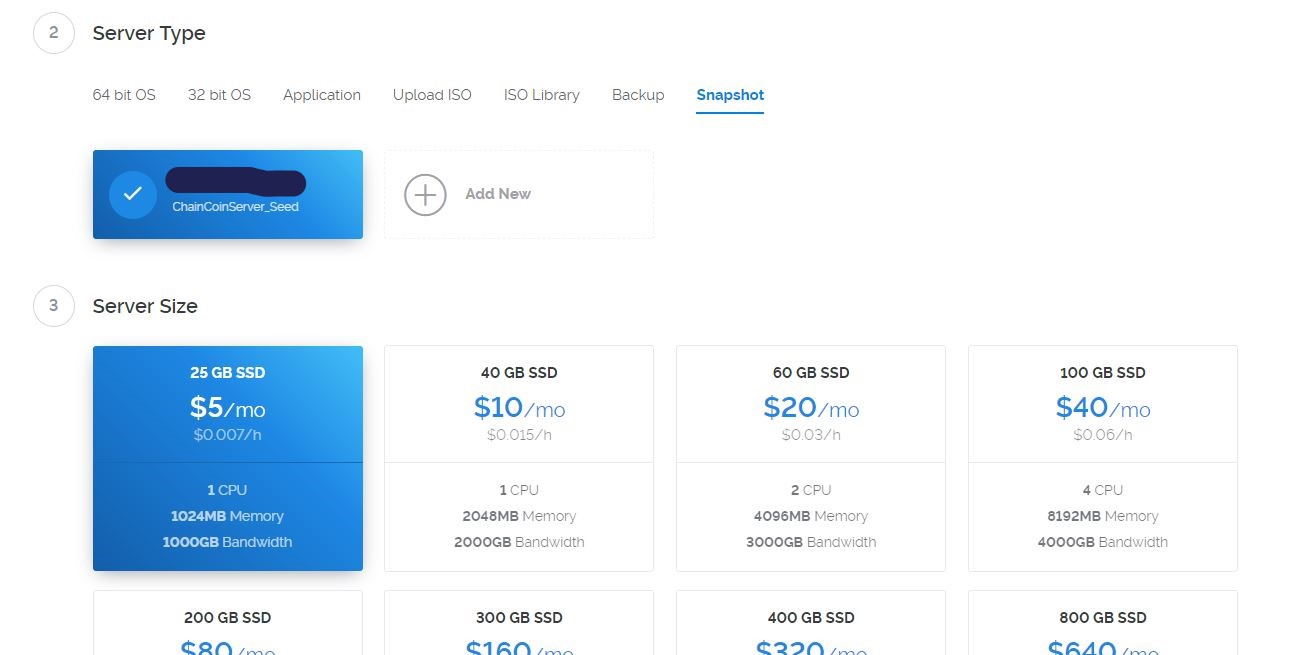 2 Server Type
64 bit OS 32 bit OS Application Upload ISO ISO Library Backup Snapshot
ChainCoinServer_Seed
Add New
3 Server Size
25 GB SSD 40 GB SSD 60 GB SSD 100 GB SSD
$5/mo $10/mo $20/mo $40/mo
$0.007/h $0.015/h $0.03/h $0.06/h
1 CPU 1 CPU 2 CPU 4 CPU
1024MB Memory 2048MB Memory 4096MB Memory 8192MB Memory
1000GB Bandwidth 2000GB Bandwidth 3000GB Bandwidth 4000GB Bandwidth
200 GB SSD 300 GB SSD 400 GB SSD 800 GB SSD
$80/mo $160/mo $320/mo $640/mo